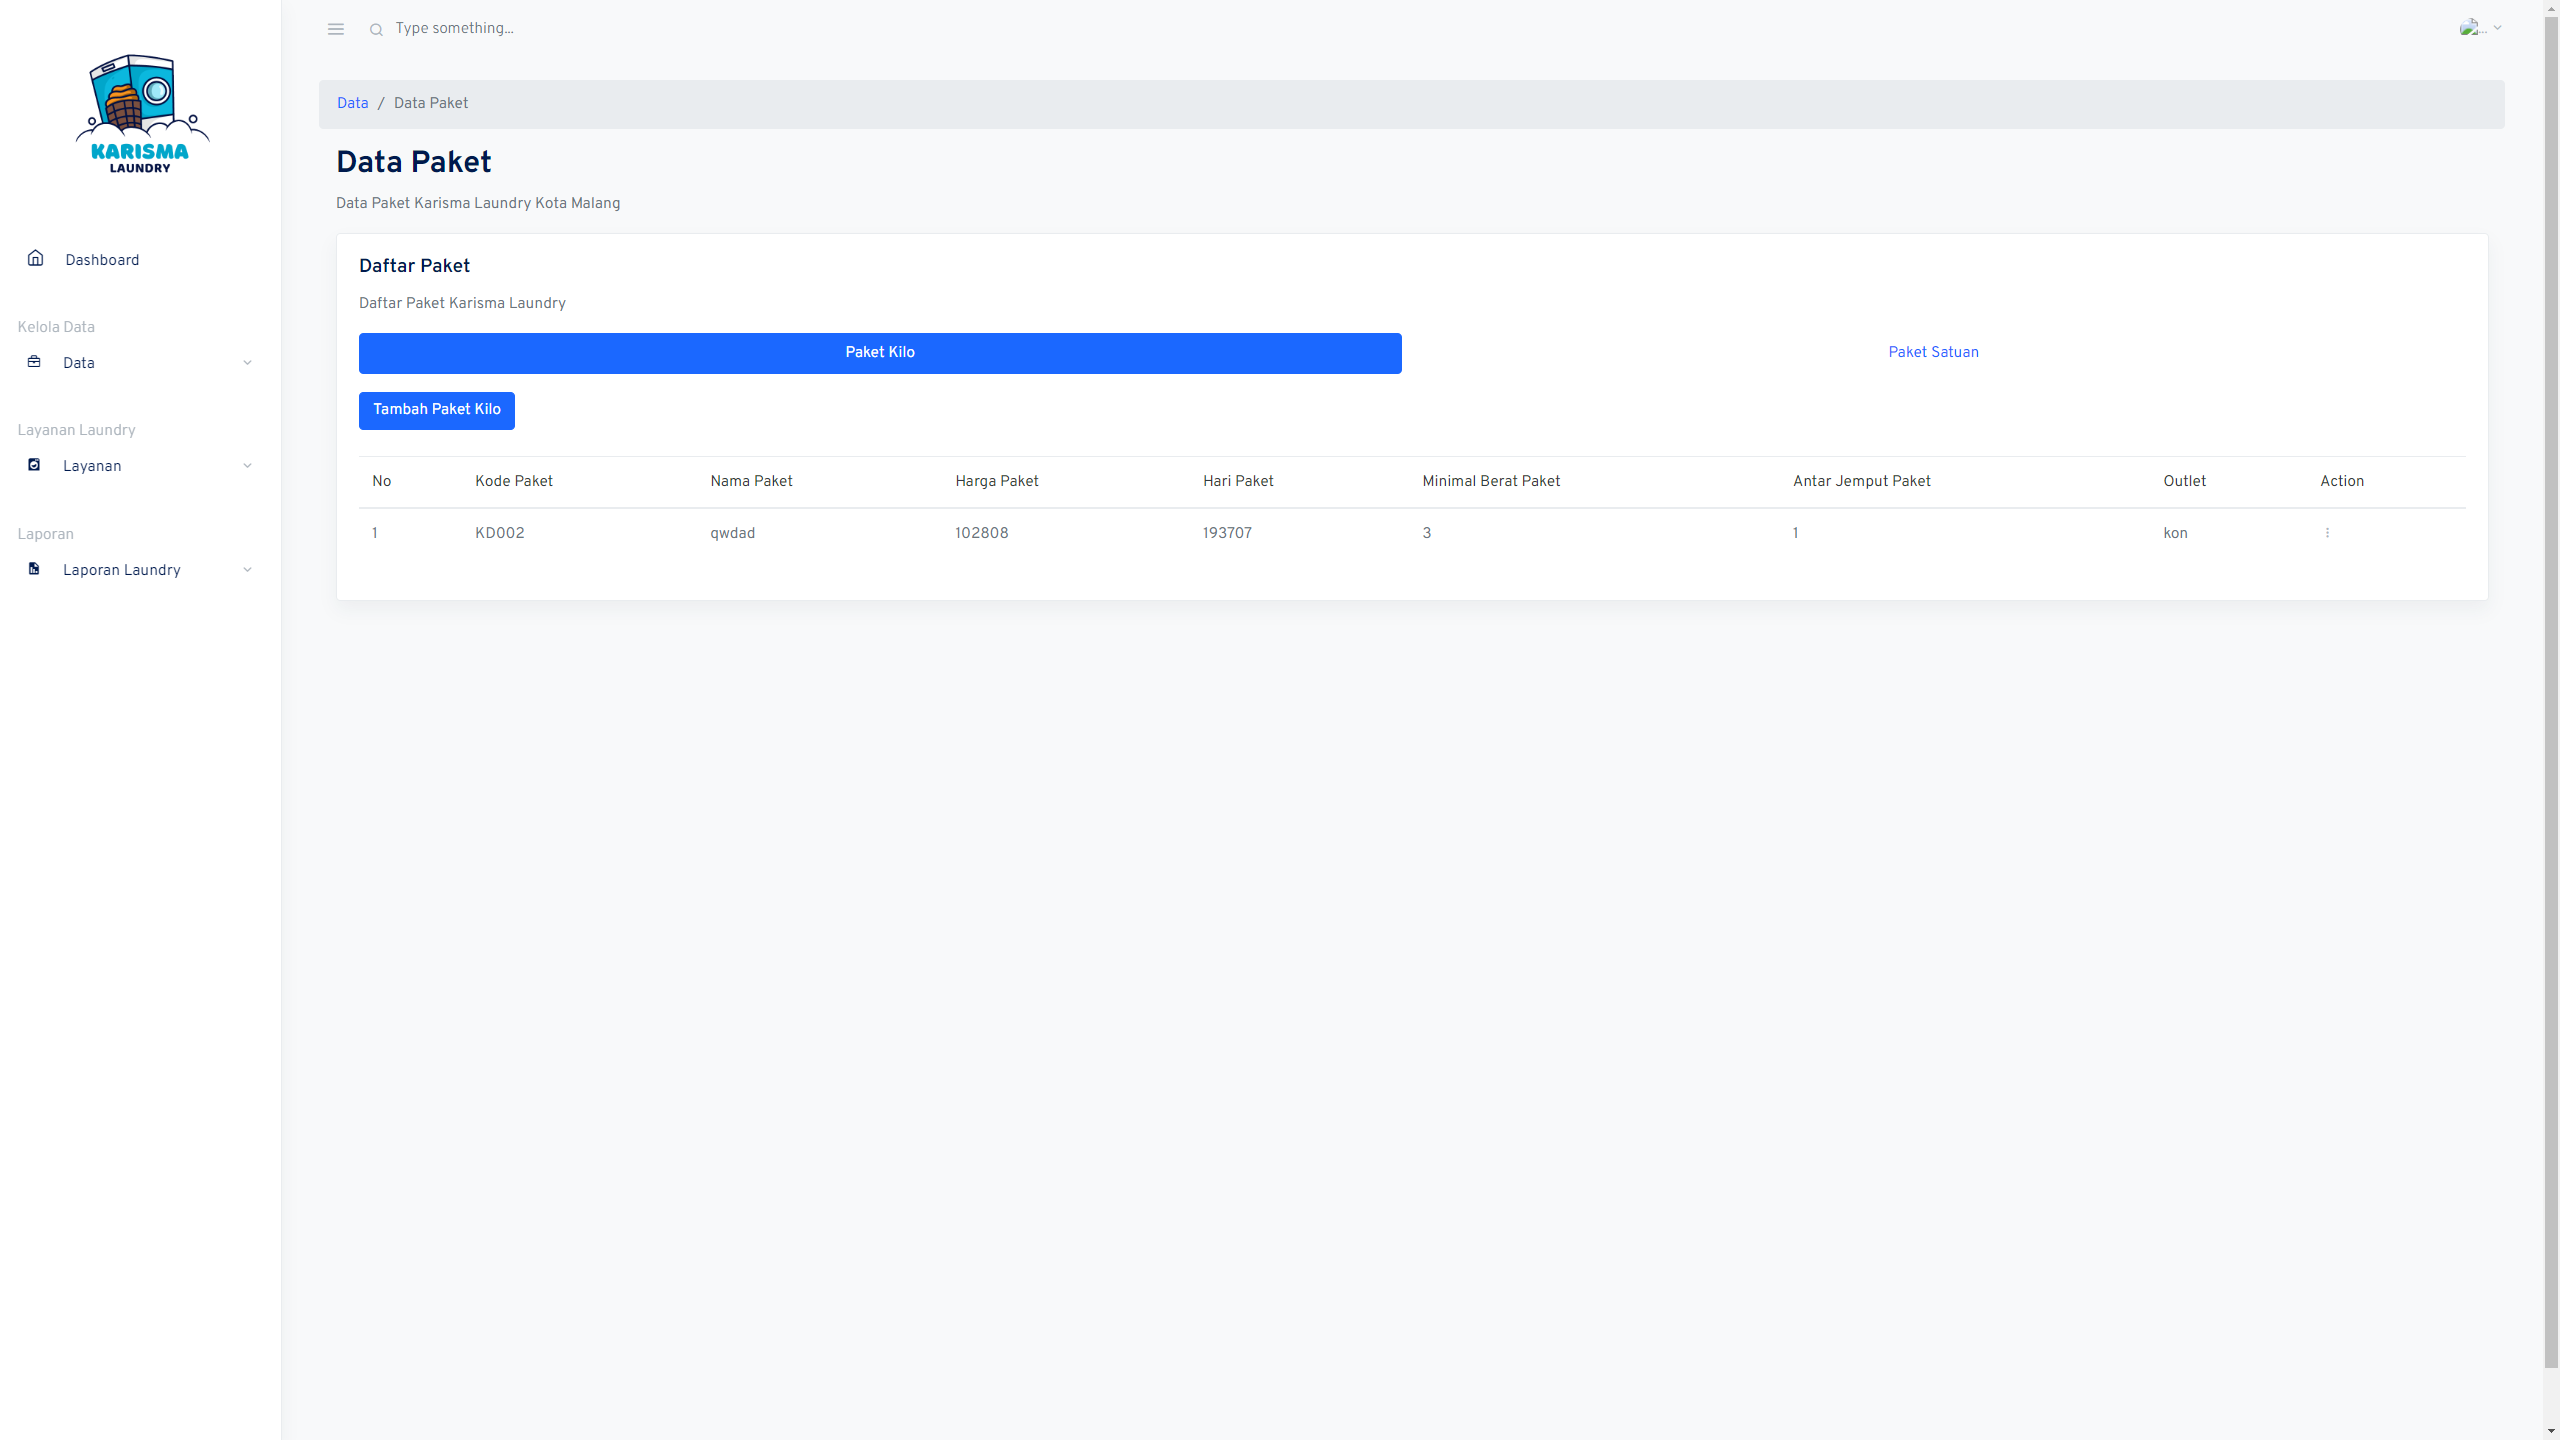 KARISMA
LAUNDRY
Dashboard
Kelola Data
Data
Layanan Laundry
Layanan
Laporan
Laporan Laundry
Type something...
...
Data / Data Paket
Data Paket
Data Paket Karisma Laundry Kota Malang
Daftar Paket
Daftar Paket Karisma Laundry
Paket Kilo Paket Satuan
Tambah Paket Kilo
No Kode Paket Nama Paket Harga Paket Hari Paket Minimal Berat Paket Antar Jemput Paket Outlet Action
1 KD002 qwdad 102808 193707 3 1 kon